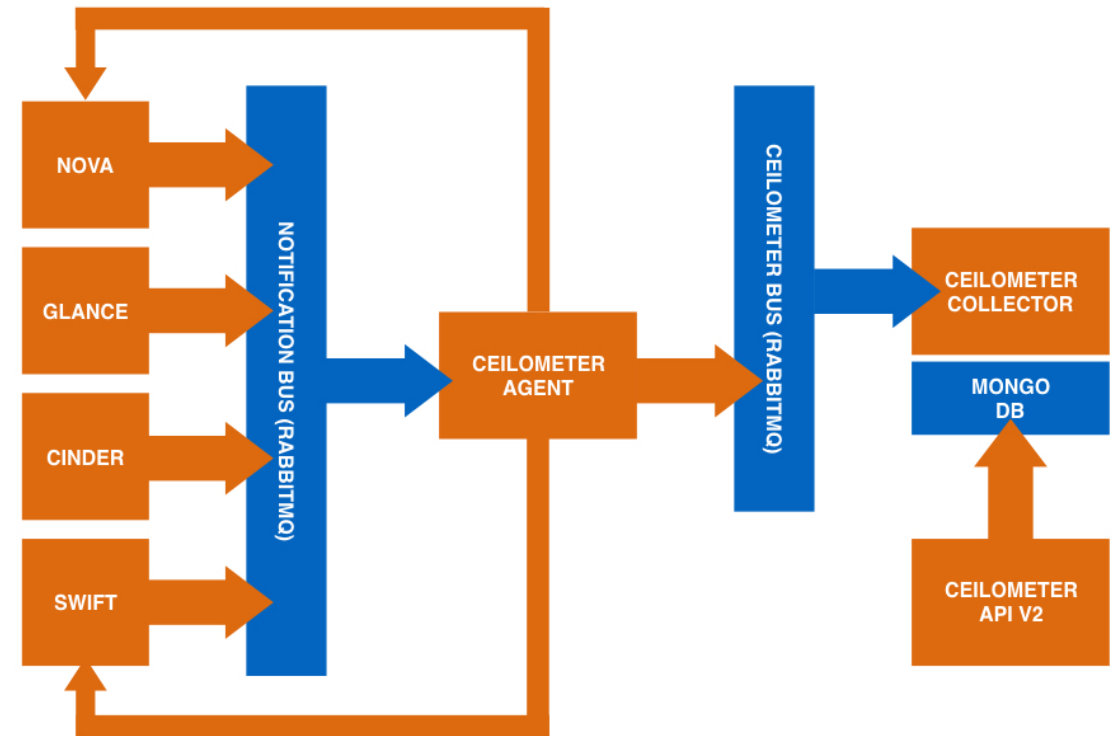 NOVA
GLANCE
CINDER
SWIFT
NOTIFICATION BUS (RABBITMQ)
CEILOMETER
AGENT
CEILOMETER BUS (RABBITMQ)
CEILOMETER
COLLECTOR
MONGO
DB
CEILOMETER
API V2